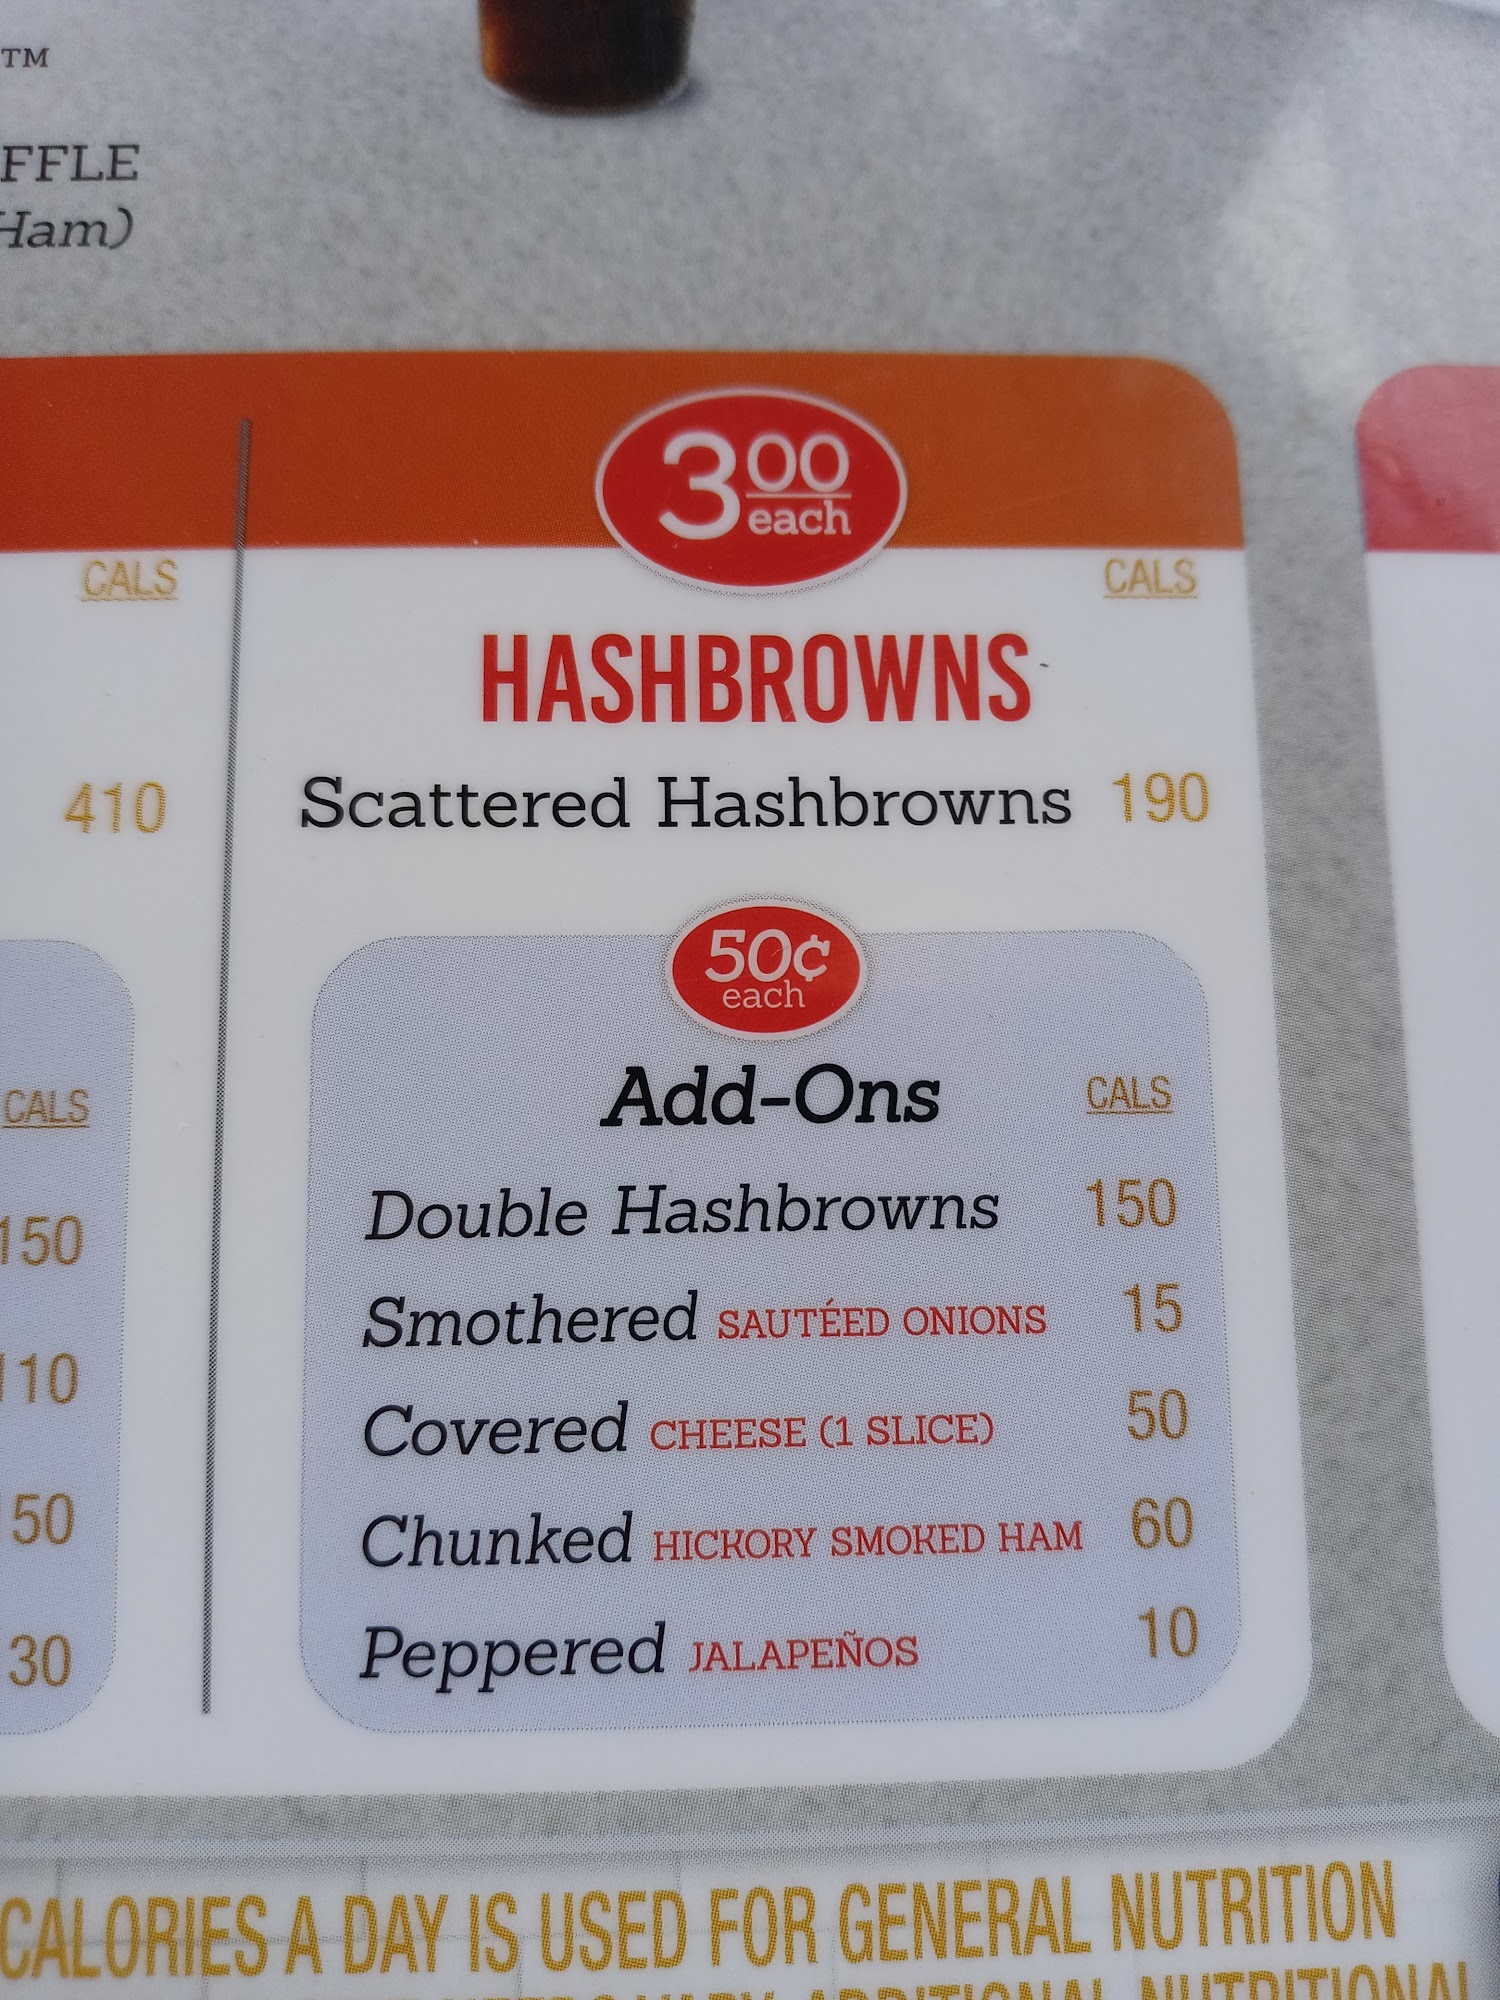 TM
FFLE
Ham)
3.00 each
CALS
CALS
HASHBROWNS
410
Scattered Hashbrowns 190
50¢
each
Add-Ons CALS
CALS
Double Hashbrowns 150
150
Smothered SAUTÉED ONIONS 15
110
Covered CHEESE (1 SLICE) 50
50
Chunked HICKORY SMOKED HAM 60
30
Peppered JALAPEÑOS 10
CALORIES A DAY IS USED FOR GENERAL NUTRITION
ADDITIONAL NUTRITIONAL